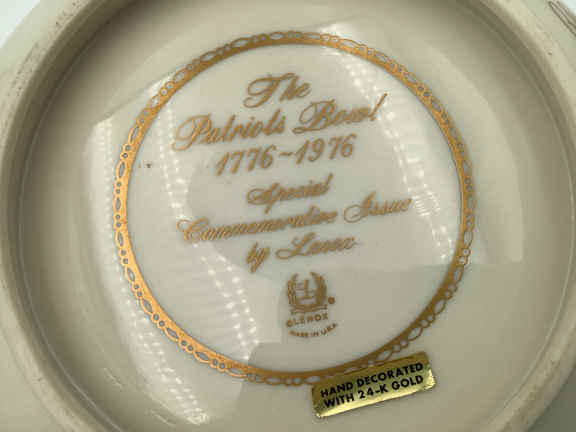 The
Patriots Bowl
1776~1976
Special
Commemorative Issue
by Lenox
L
©LENOX®
MADE IN U.S.A.
HAND DECORATED
WITH 24-K GOLD